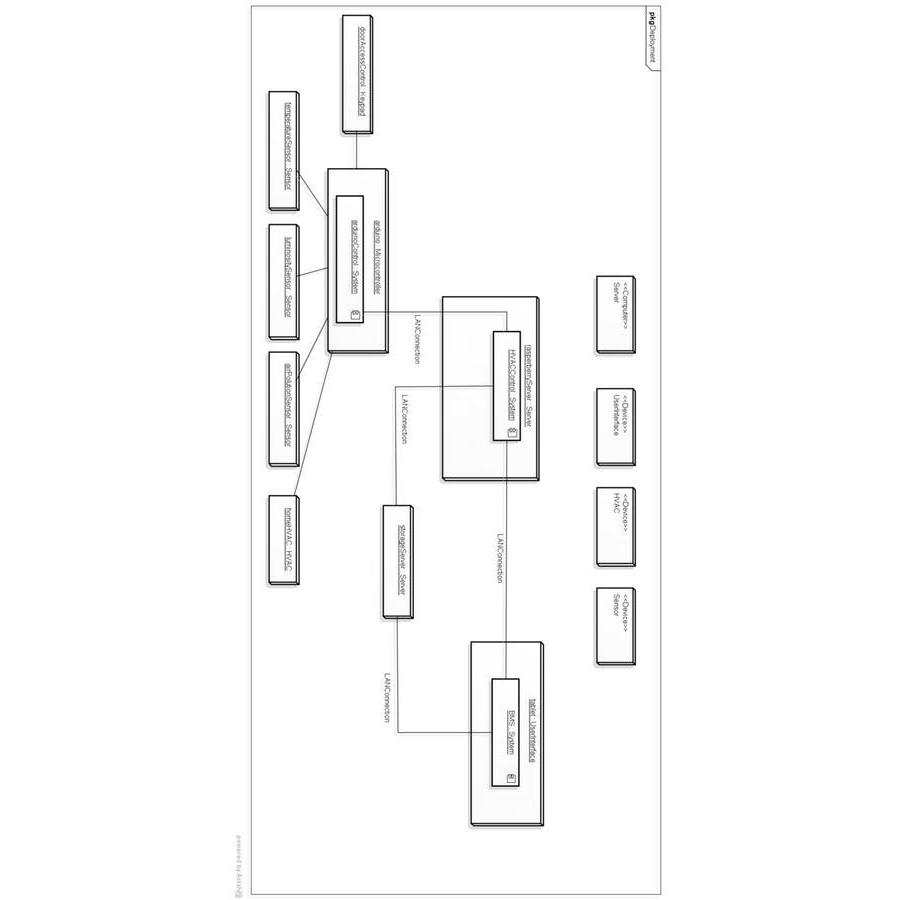 pkg Deployment
<<Computer>>
Server
<<Device>>
UserInterface
<<Device>>
HVAC
<<Device>>
Sensor
raspberryServer : Server
HVACControl : System
LANConnection
tablet : UserInterface
BMS : System
LANConnection
LANConnection
storageServer : Server
LANConnection
doorAccessControl : Keypad
arduino : Microcontroller
arduinoControl : System
temperatureSensor : Sensor
luminositySensor : Sensor
airPolutionSensor : Sensor
homeHVAC : HVAC
powered by Astah